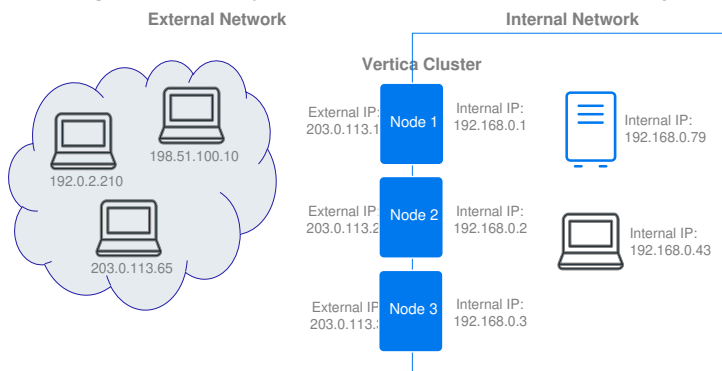 External Network
Internal Network
Vertica Cluster
External IP:
203.0.113.1
Node 1
Internal IP:
192.168.0.1
Internal IP:
192.168.0.79
198.51.100.10
192.0.2.210
External IP:
203.0.113.2
Node 2
Internal IP:
192.168.0.2
Internal IP:
192.168.0.43
203.0.113.65
External IP
203.0.113.
Node 3
Internal IP:
192.168.0.3